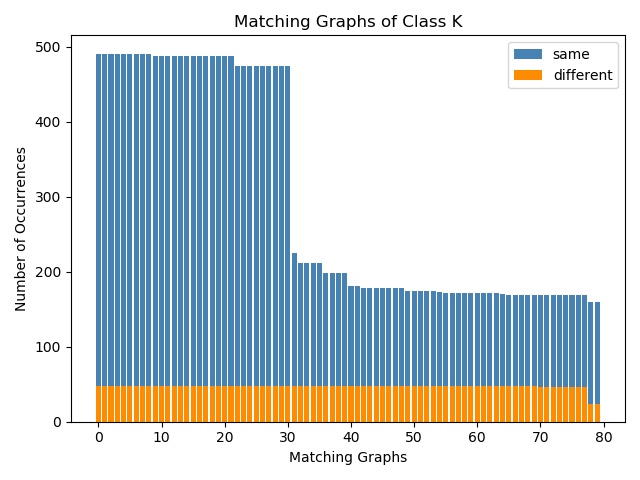 Matching Graphs of Class K
same
different
Number of Occurrences
500
400
300
200
100
0
0 10 20 30 40 50 60 70 80
Matching Graphs